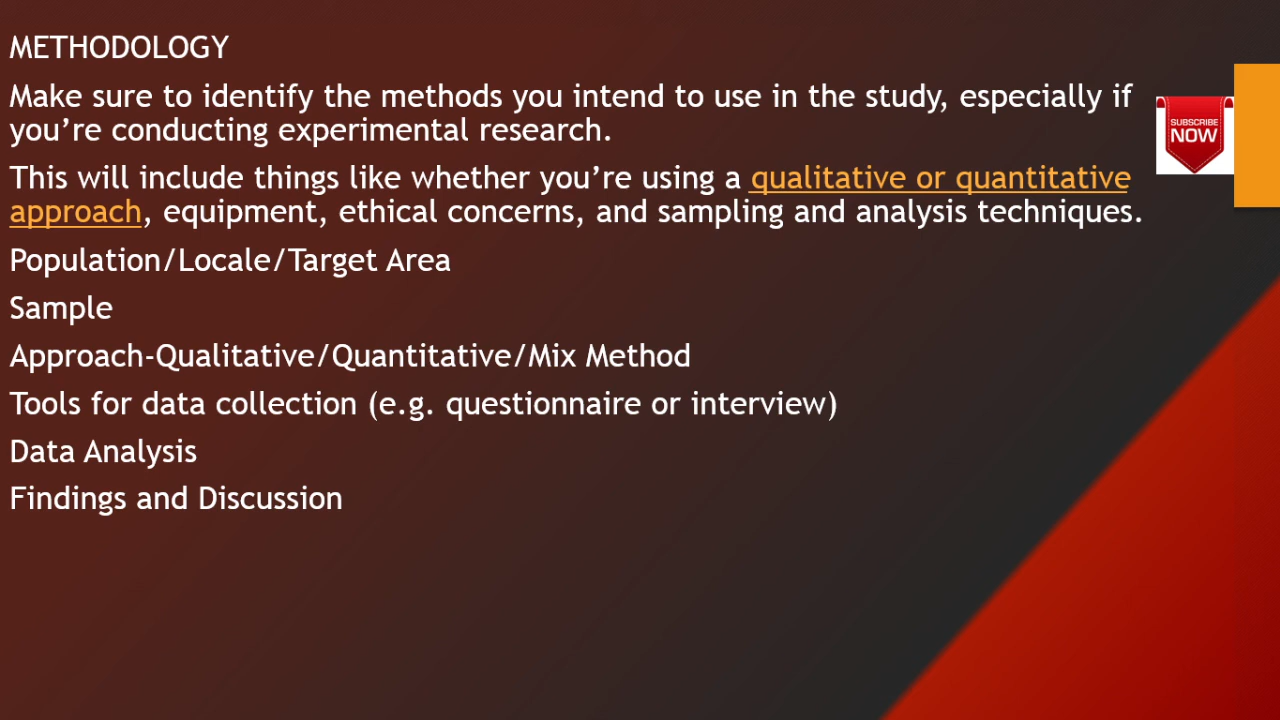 METHODOLOGY
Make sure to identify the methods you intend to use in the study, especially if
you’re conducting experimental research.
This will include things like whether you’re using a qualitative or quantitative
approach, equipment, ethical concerns, and sampling and analysis techniques.
Population/Locale/Target Area
Sample
Approach-Qualitative/Quantitative/Mix Method
Tools for data collection (e.g. questionnaire or interview)
Data Analysis
Findings and Discussion
SUBSCRIBE
NOW